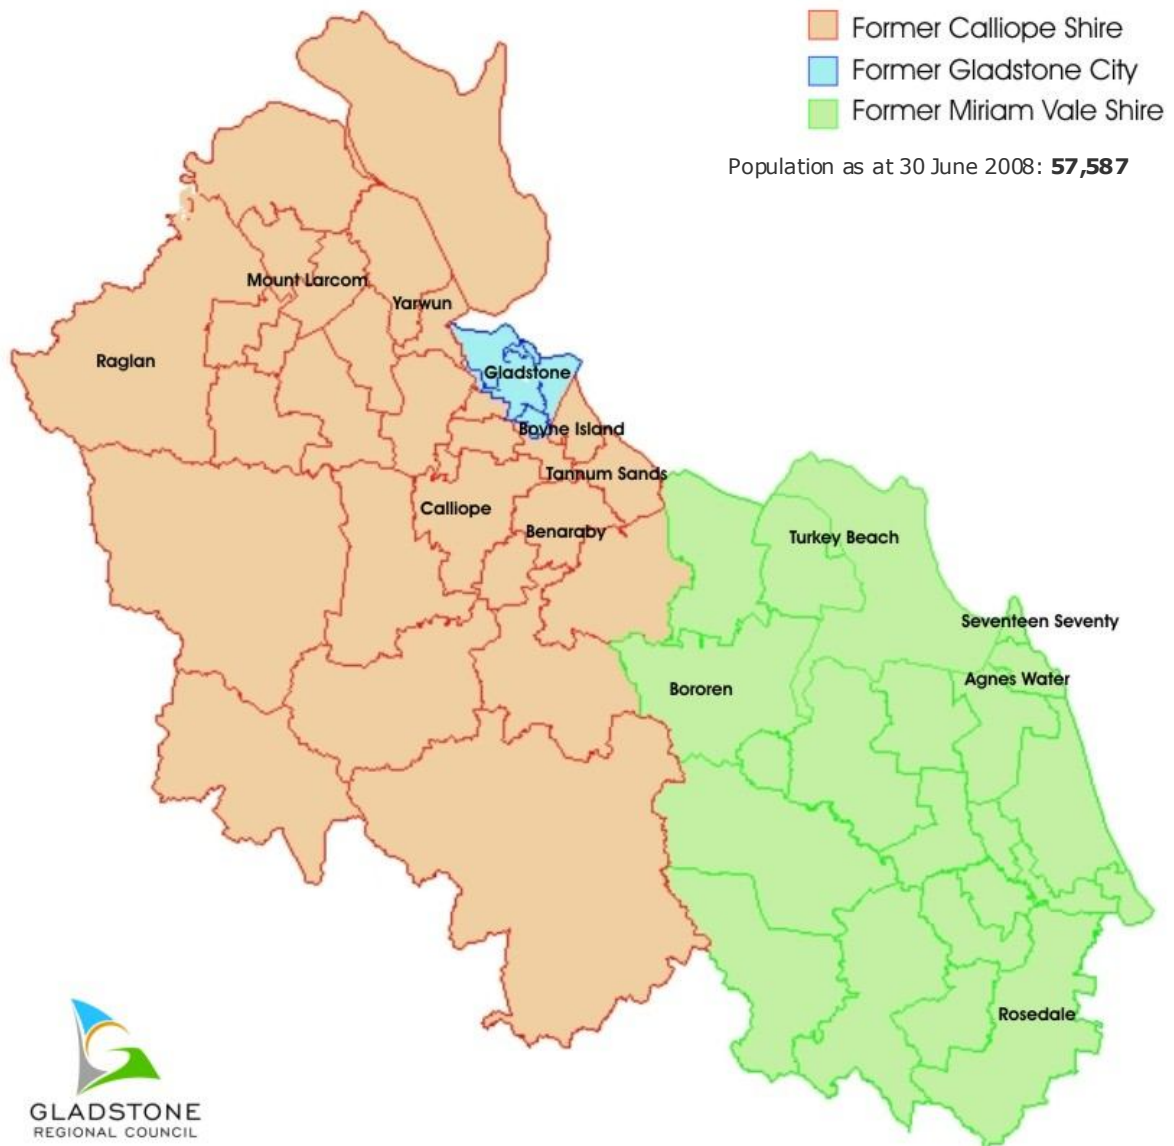 Former Calliope Shire
Former Gladstone City
Former Miriam Vale Shire
Population as at 30 June 2008: 57,587
Mount Larcom
Yarwun
Raglan
Gladstone
Boyne Island
Tannum Sands
Calliope
Benaraby
Turkey Beach
Seventeen Seventy
Agnes Water
Bororen
Rosedale
GLADSTONE
REGIONAL COUNCIL